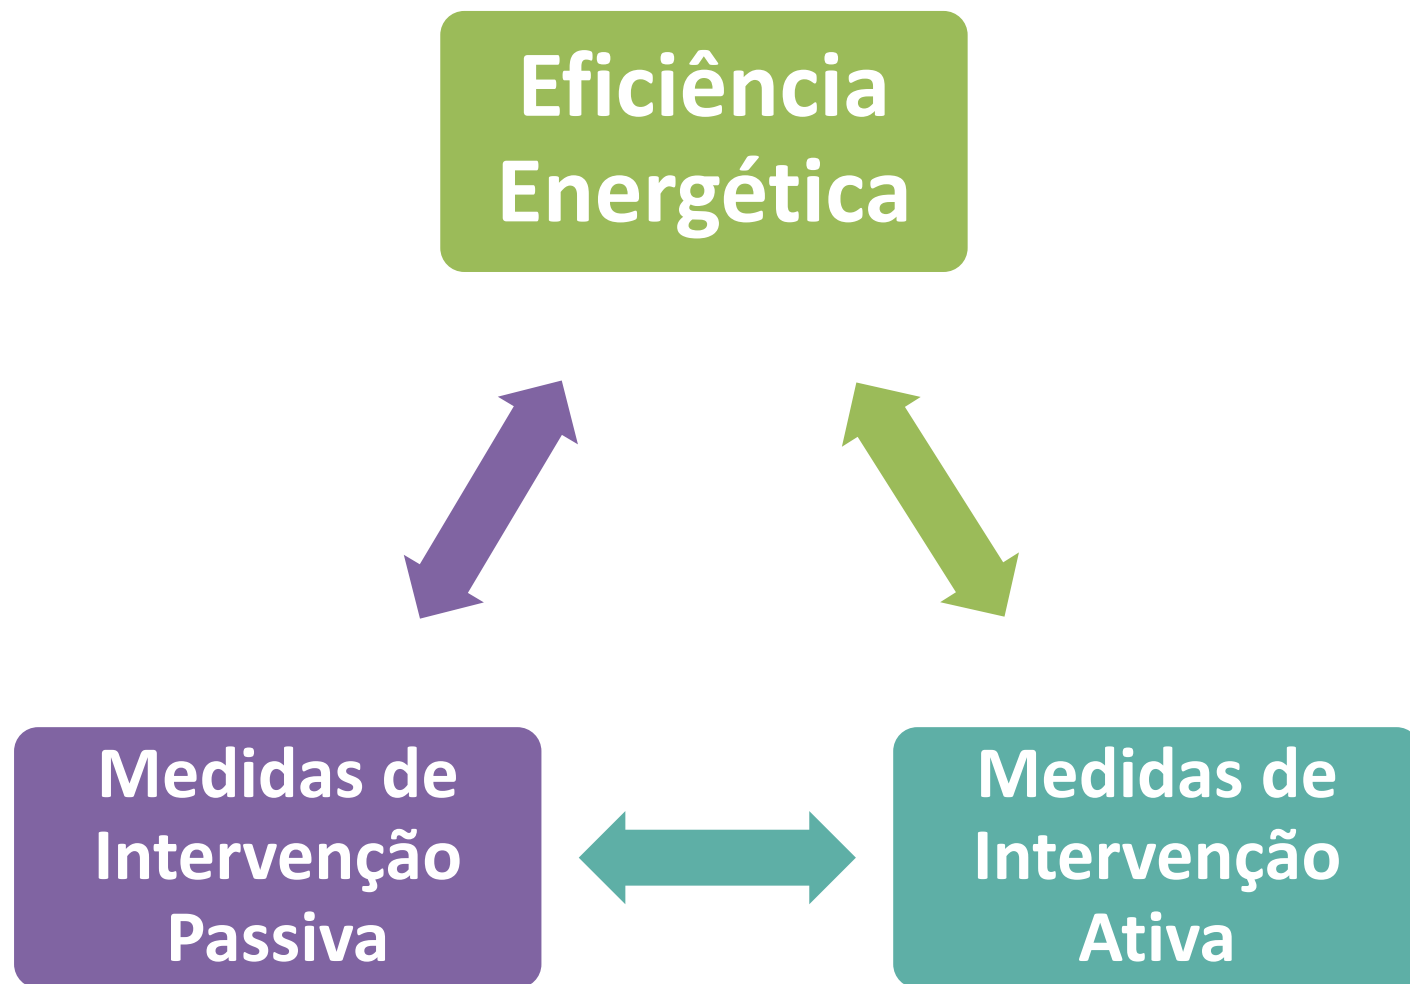 Eficiência
Energética
Medidas de
Intervenção
Passiva
Medidas de
Intervenção
Ativa